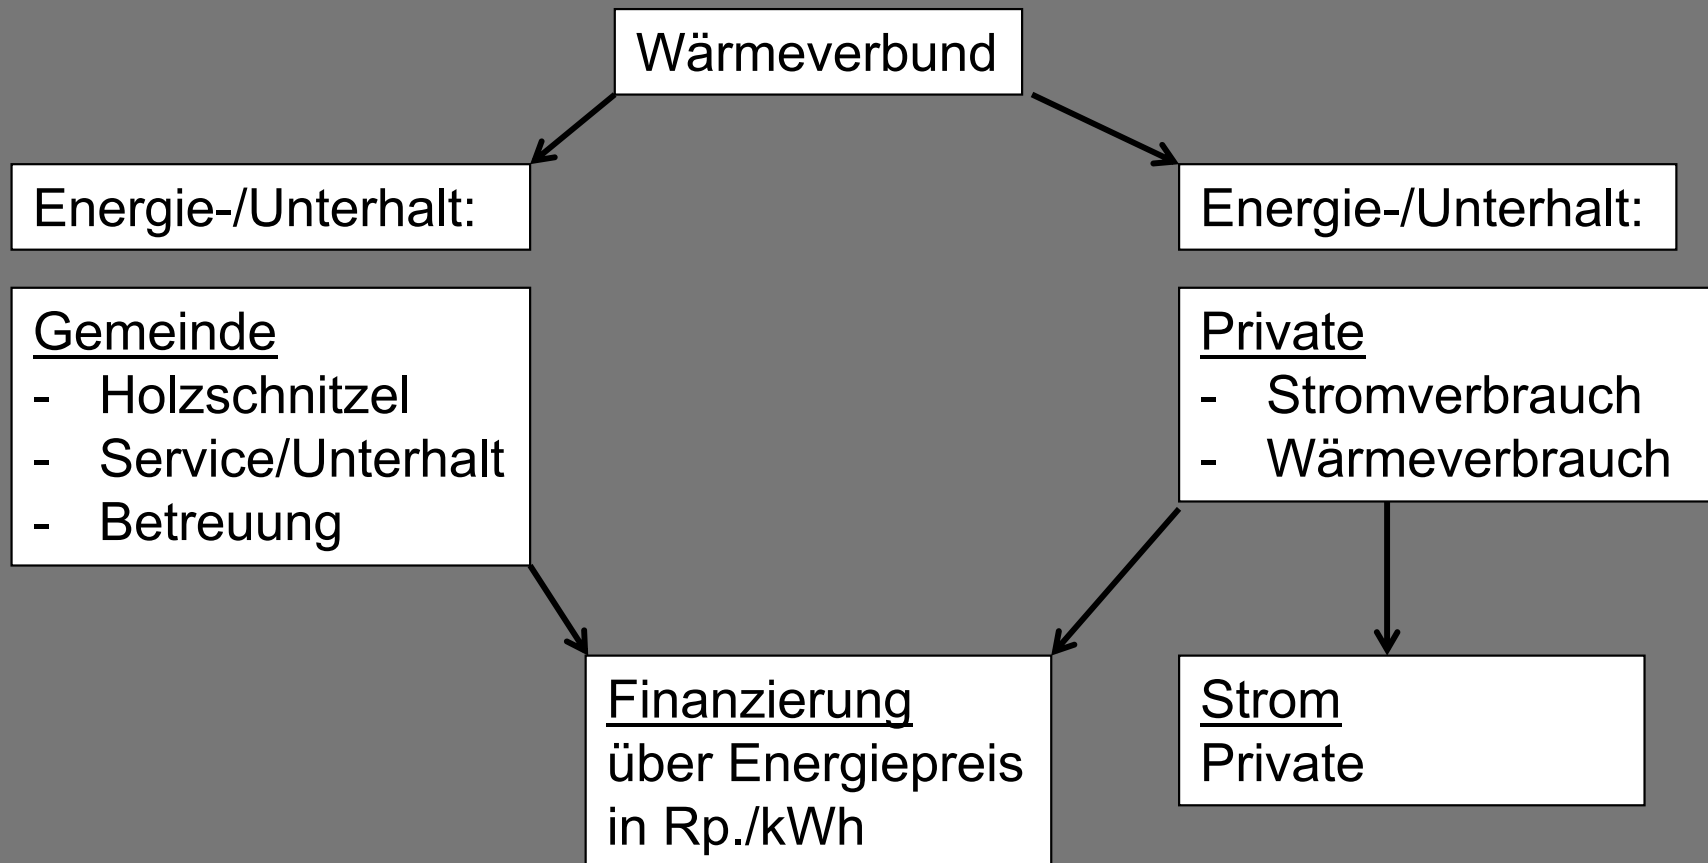 Wärmeverbund
Energie-/Unterhalt:
Energie-/Unterhalt:
Gemeinde
- Holzschnitzel
- Service/Unterhalt
- Betreuung
Private
- Stromverbrauch
- Wärmeverbrauch
Finanzierung
über Energiepreis
in Rp./kWh
Strom
Private